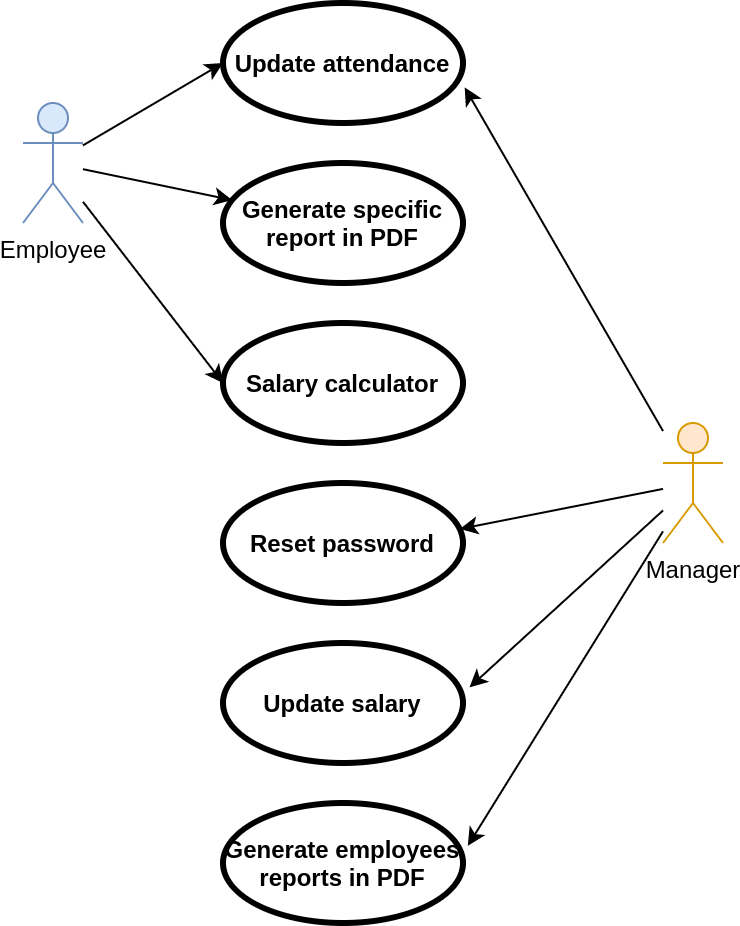 Update attendance
Employee
Generate specific
report in PDF
Salary calculator
Reset password
Manager
Update salary
Generate employees
reports in PDF